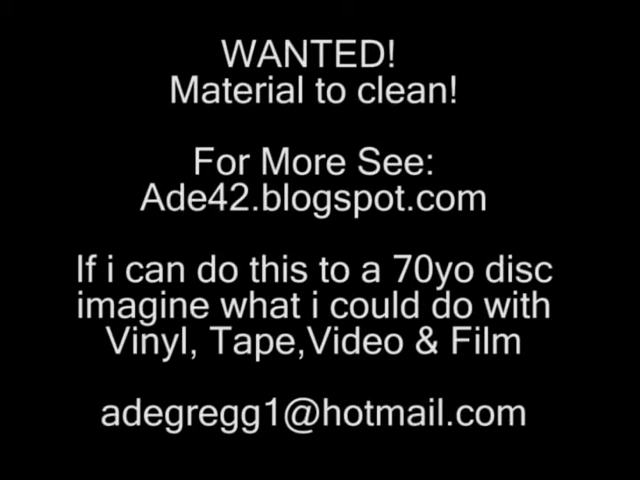 WANTED!
Material to clean!
For More See:
Ade42.blogspot.com
If i can do this to a 70yo disc
imagine what i could do with
Vinyl, Tape,Video & Film
adegregg1@hotmail.com